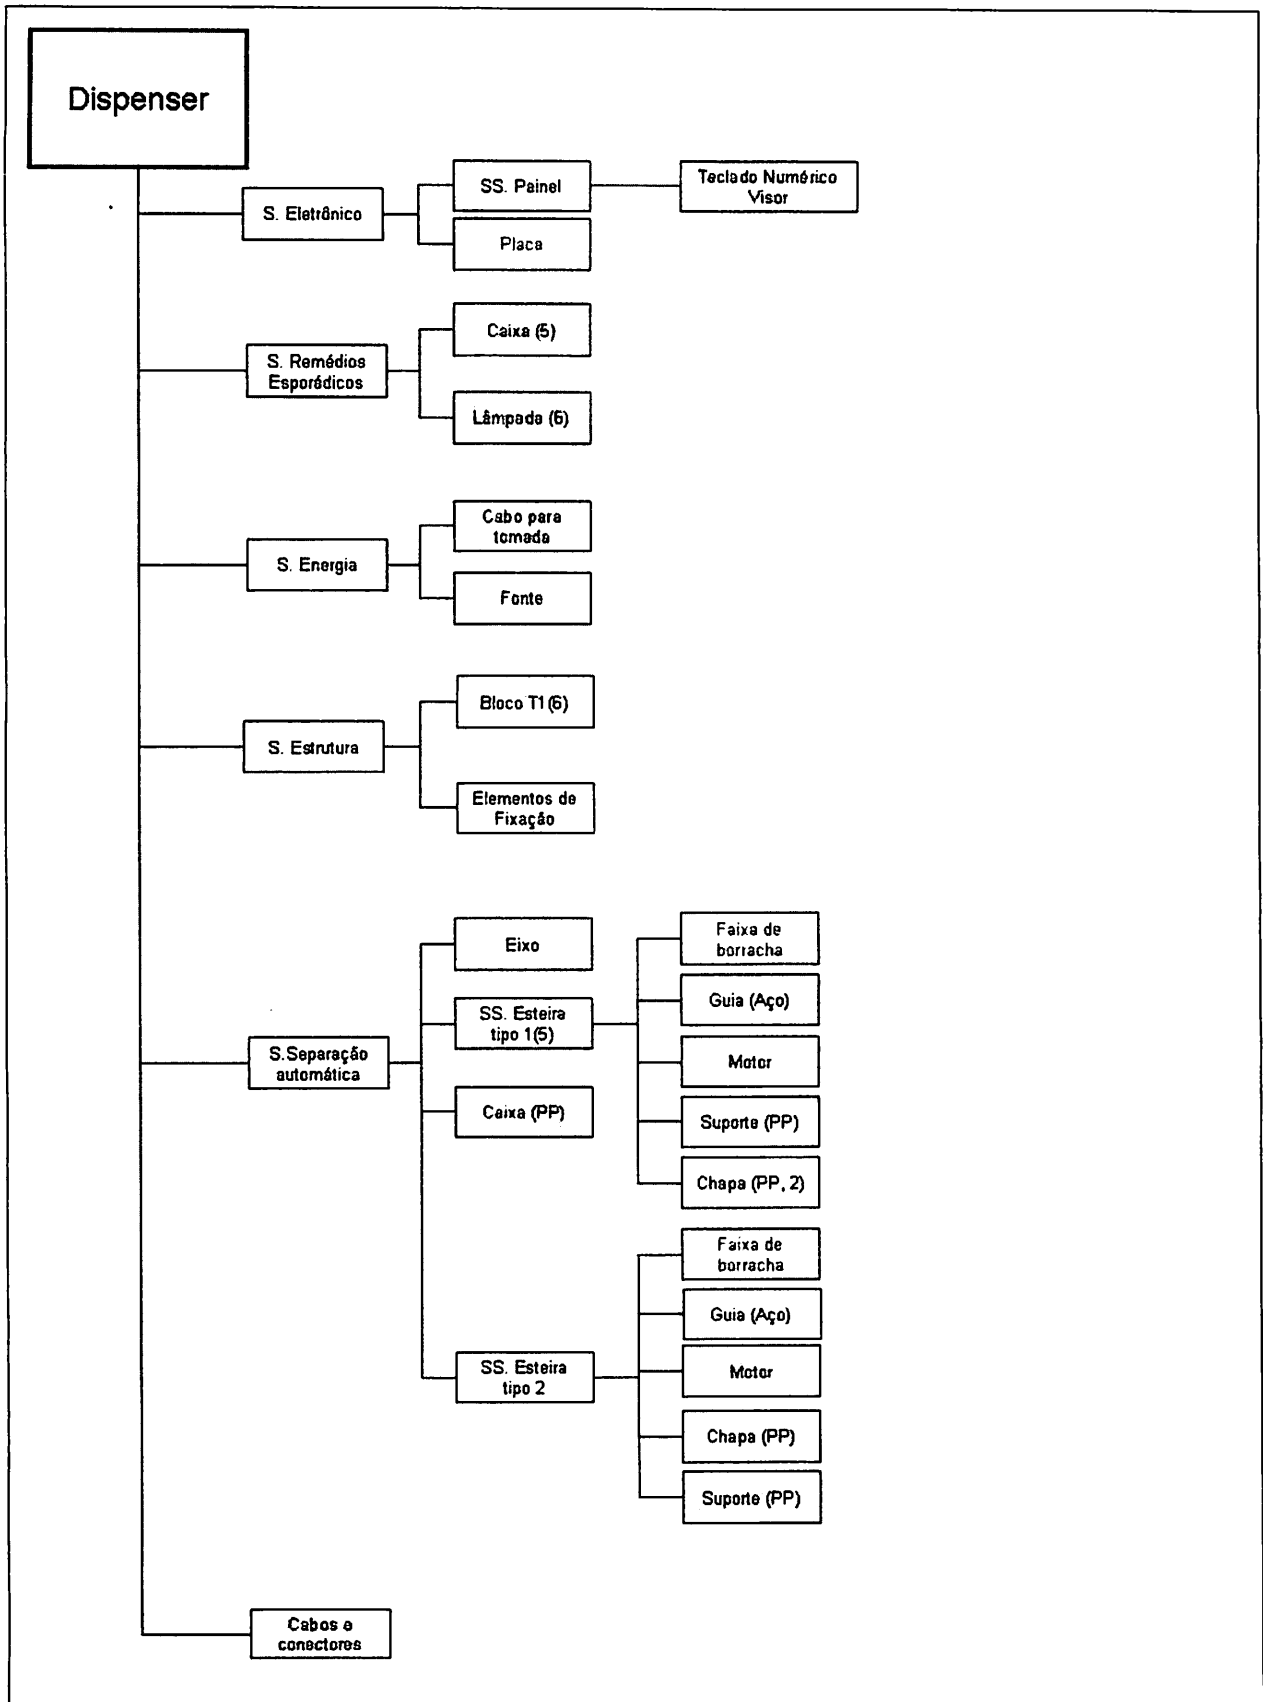 Dispenser
S. Eletrônico
SS. Painel
Teclado Numérico
Visor
Placa
S. Remédios
Esporádicos
Caixa (5)
Lâmpada (6)
S. Energia
Cabo para
tomada
Fonte
S. Estrutura
Bloco T1(6)
Elementos de
Fixação
S.Separação
automática
Eixo
SS. Esteira
tipo 1(5)
Faixa de
borracha
Guia (Aço)
Motor
Suporte (PP)
Chapa (PP, 2)
Caixa (PP)
SS. Esteira
tipo 2
Faixa de
borracha
Guia (Aço)
Motor
Chapa (PP)
Suporte (PP)
Cabos e
conectores